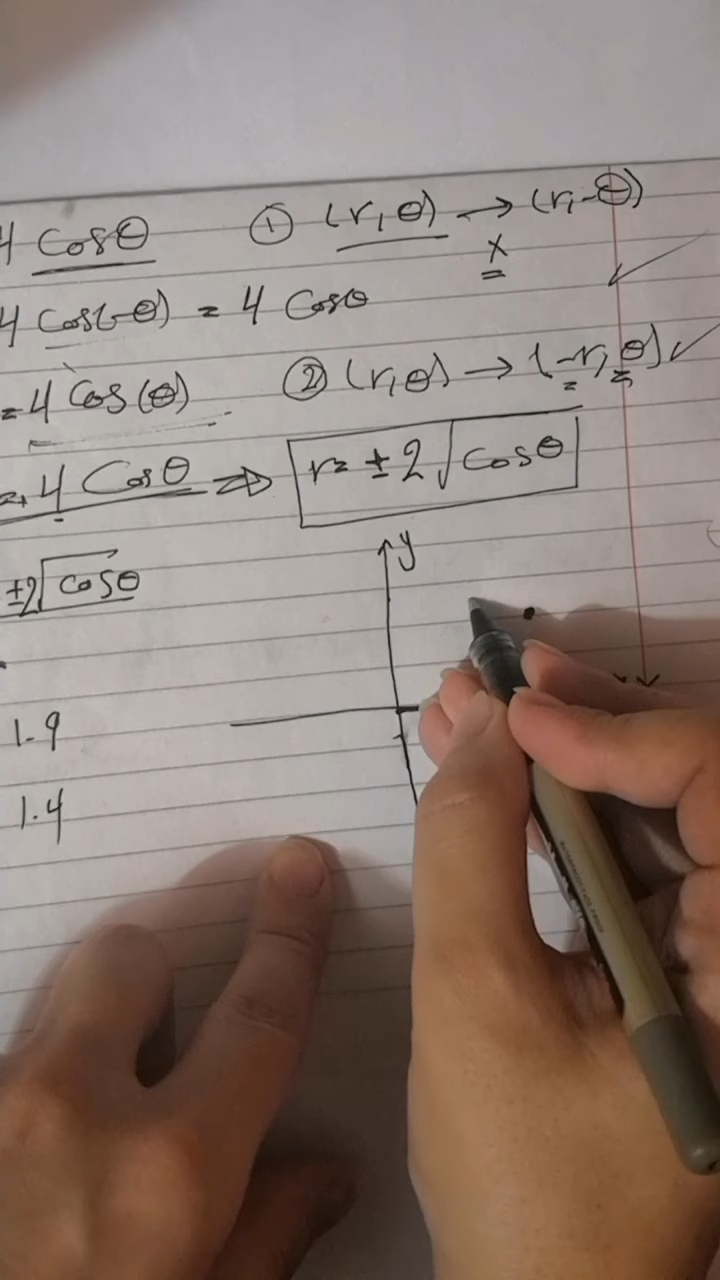 4 Cosθ ① (r, θ) → (r, -θ)
x
4 Cos(-θ) = 4 Cosθ
= 4 Cos(θ) ② (r, θ) → (-r, θ) ✓
= 4 Cosθ ⇒ r = ±2√Cosθ
±2√Cosθ
y
1.9
1.4